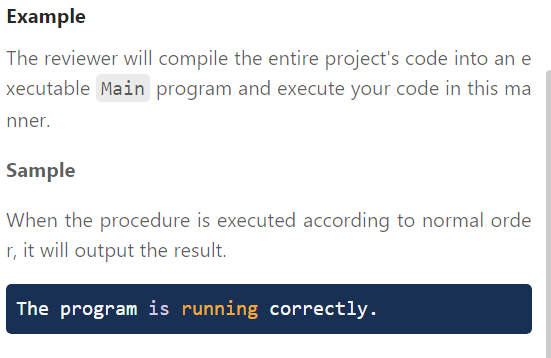 Example
The reviewer will compile the entire project's code into an e
xecutable Main program and execute your code in this ma
nner.
Sample
When the procedure is executed according to normal orde
r, it will output the result.
The program is running correctly.